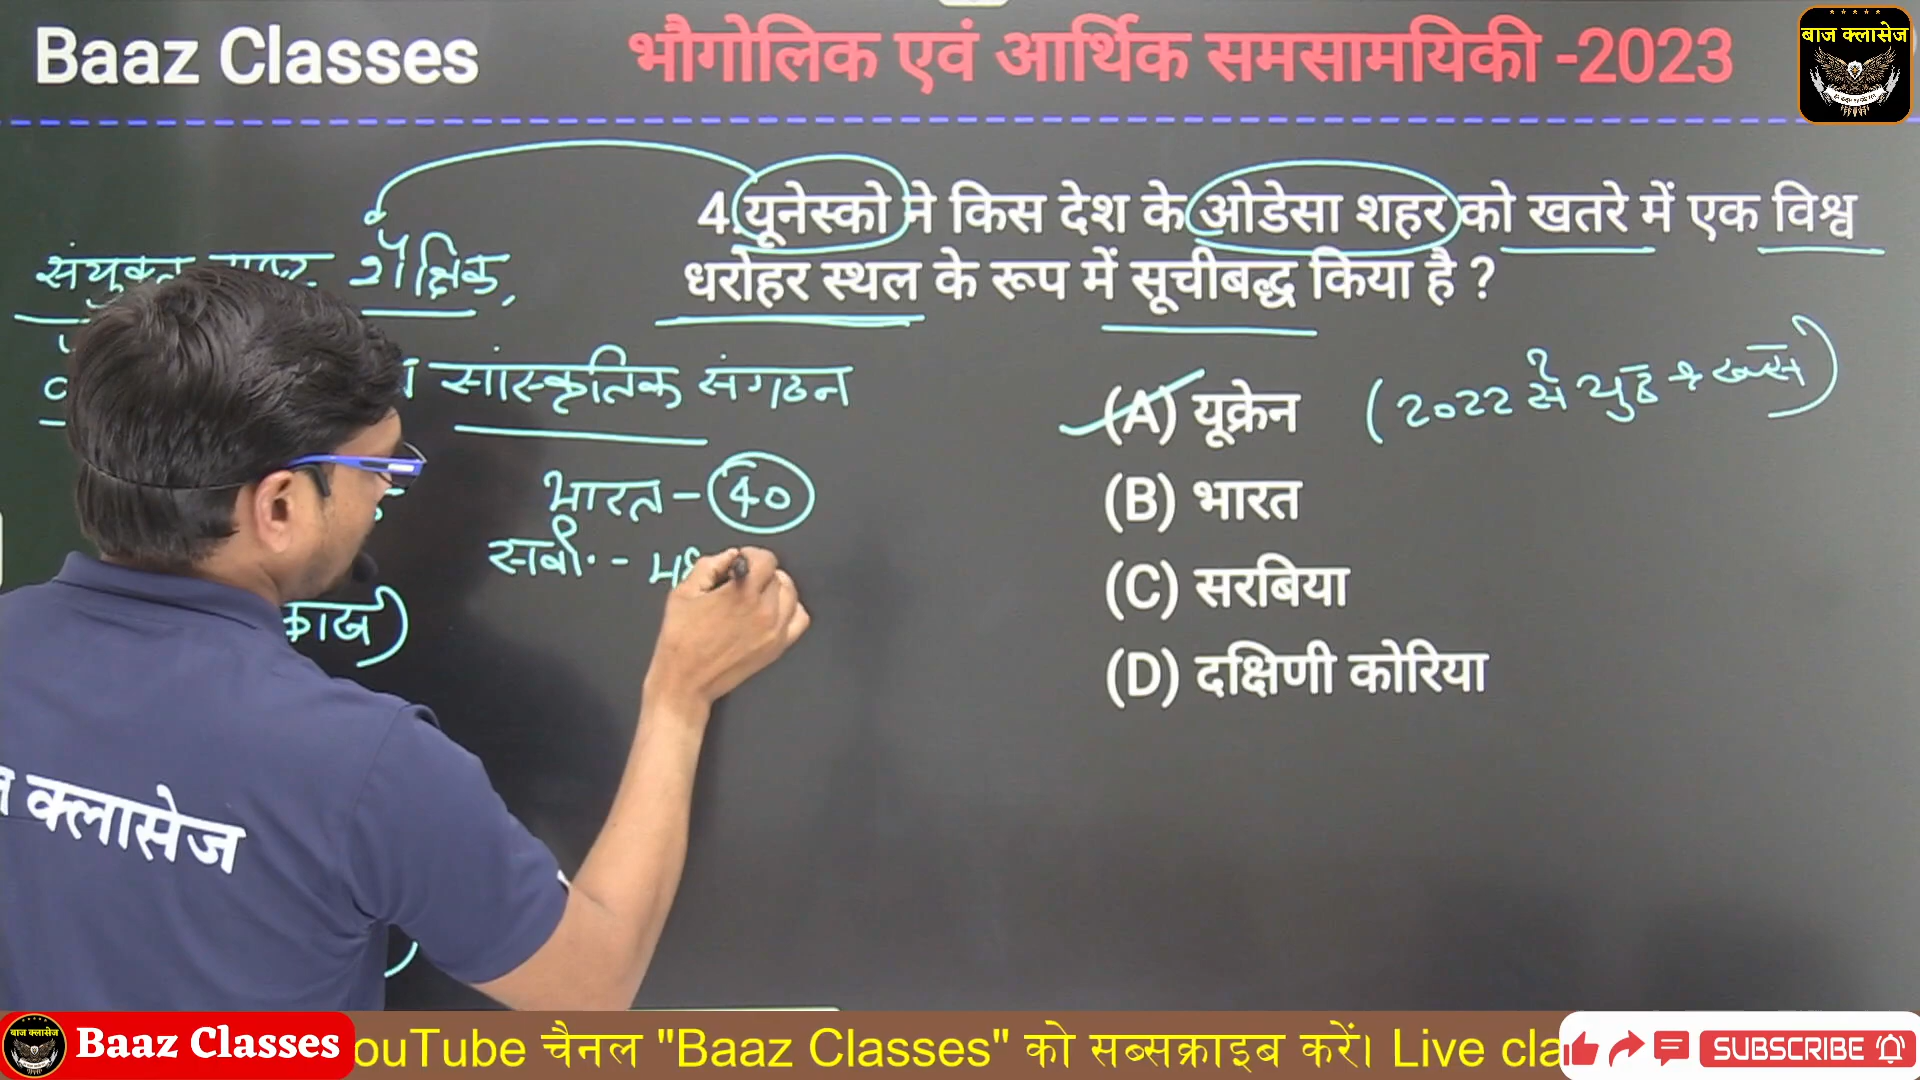 Baaz Classes
भौगोलिक एवं आर्थिक समसामयिकी -2023
बाज क्लासेज
4.यूनेस्को ने किस देश के ओडेसा शहर को खतरे में एक विश्व
धरोहर स्थल के रूप में सूचीबद्ध किया है ?
(A) यूक्रेन
(2022 से युद्ध
(B) भारत
(C) सरबिया
(D) दक्षिणी कोरिया
संयुक्त शैक्षिक,
सांस्कृतिक संगठन
भारत - 40
क्लासेज
बाज क्लासेज
Baaz Classes
ouTube चैनल "Baaz Classes" को सब्सक्राइब करें। Live cla
SUBSCRIBE